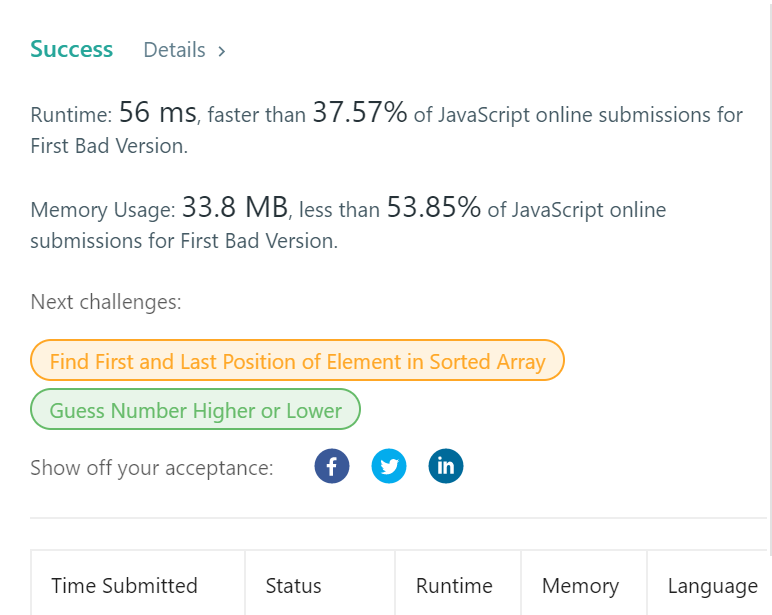 Success Details >
Runtime: 56 ms, faster than 37.57% of JavaScript online submissions for
First Bad Version.
Memory Usage: 33.8 MB, less than 53.85% of JavaScript online
submissions for First Bad Version.
Next challenges:
Find First and Last Position of Element in Sorted Array
Guess Number Higher or Lower
Show off your acceptance: f in
Time Submitted Status Runtime Memory Language